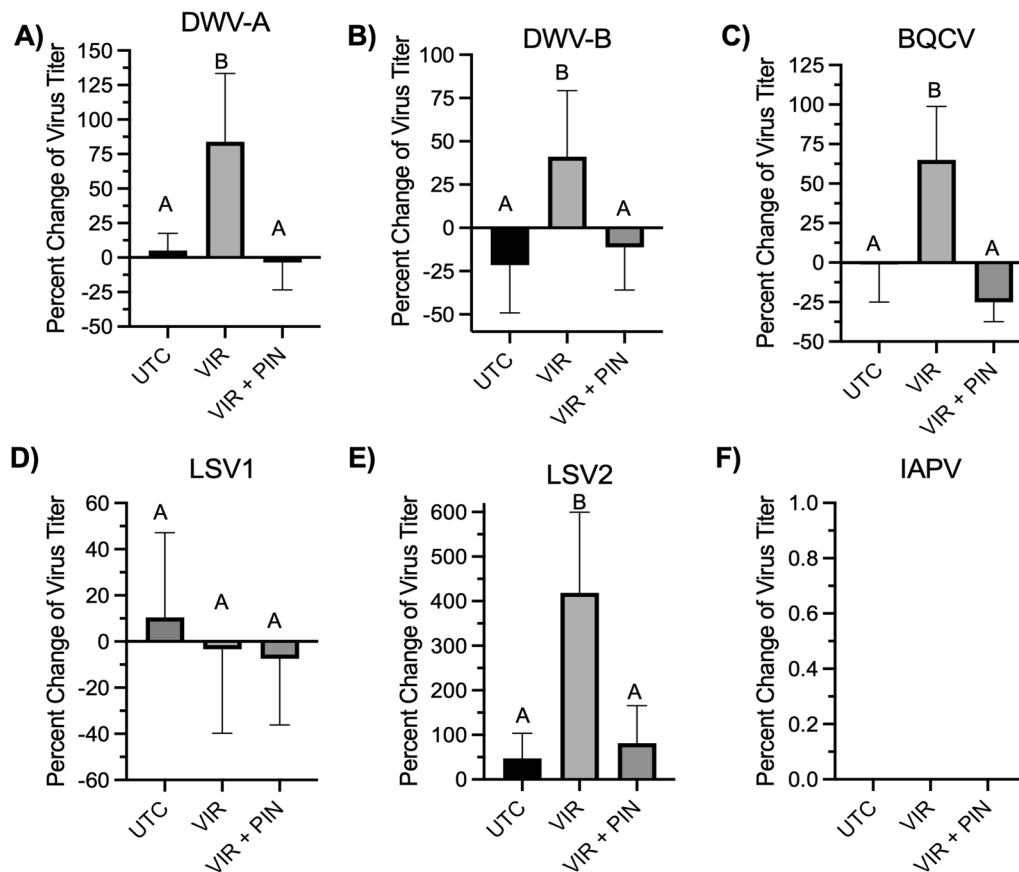 A)
DWV-A
Percent Change of Virus Titer
150
125
100
75
50
25
0
-25
-50
A
B
A
UTC
VIR
VIR + PIN
B)
DWV-B
Percent Change of Virus Titer
100
50
0
-50
A
B
A
UTC
VIR
VIR + PIN
C)
BQCV
Percent Change of Virus Titer
125
100
75
50
25
0
-25
-50
A
B
A
UTC
VIR
VIR + PIN
D)
LSV1
Percent Change of Virus Titer
60
40
20
0
-20
-40
-60
A
A
A
UTC
VIR
VIR + PIN
E)
LSV2
Percent Change of Virus Titer
600
500
400
300
200
100
0
A
B
A
UTC
VIR
VIR + PIN
F)
IAPV
Percent Change of Virus Titer
1.0
0.8
0.6
0.4
0.2
0.0
UTC
VIR
VIR + PIN